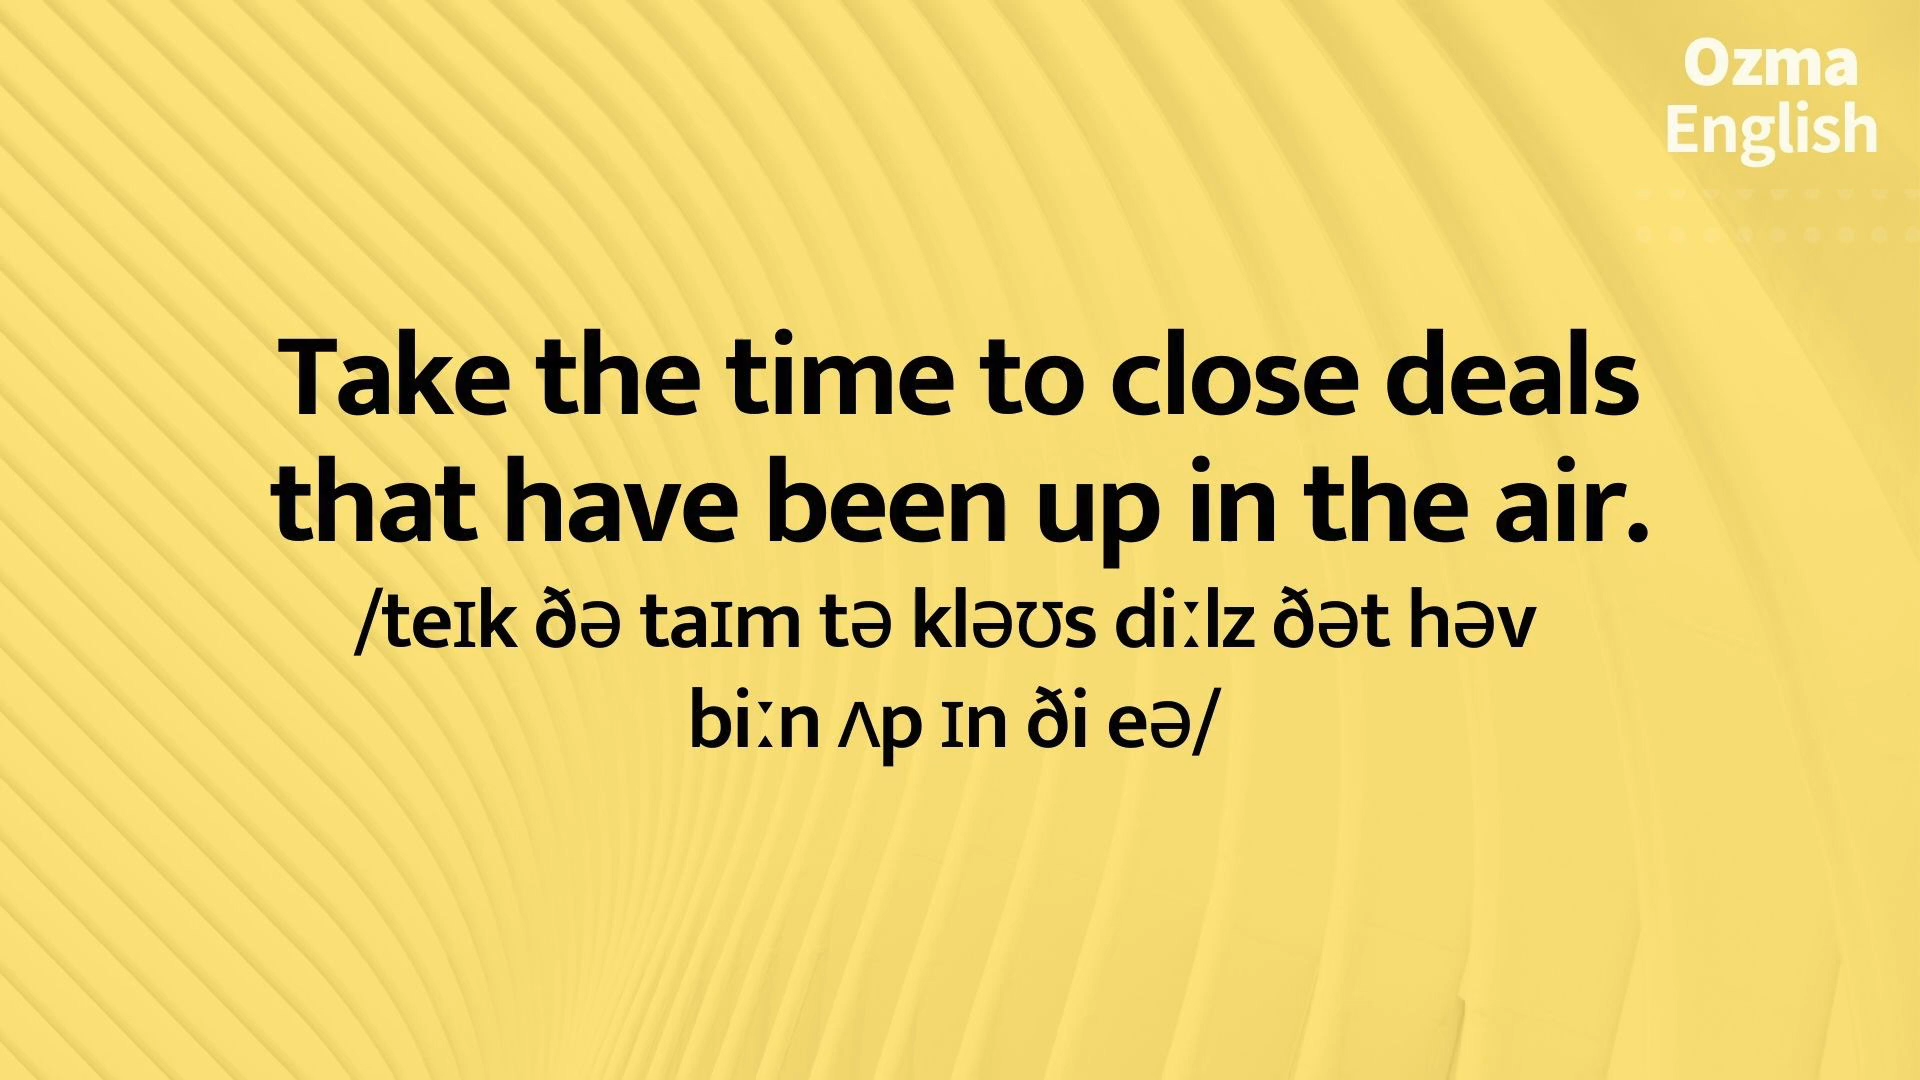 Ozma
English
Take the time to close deals
that have been up in the air.
/teɪk ðə taɪm tə kləʊs diːlz ðət həv
biːn ʌp ɪn ði eə/